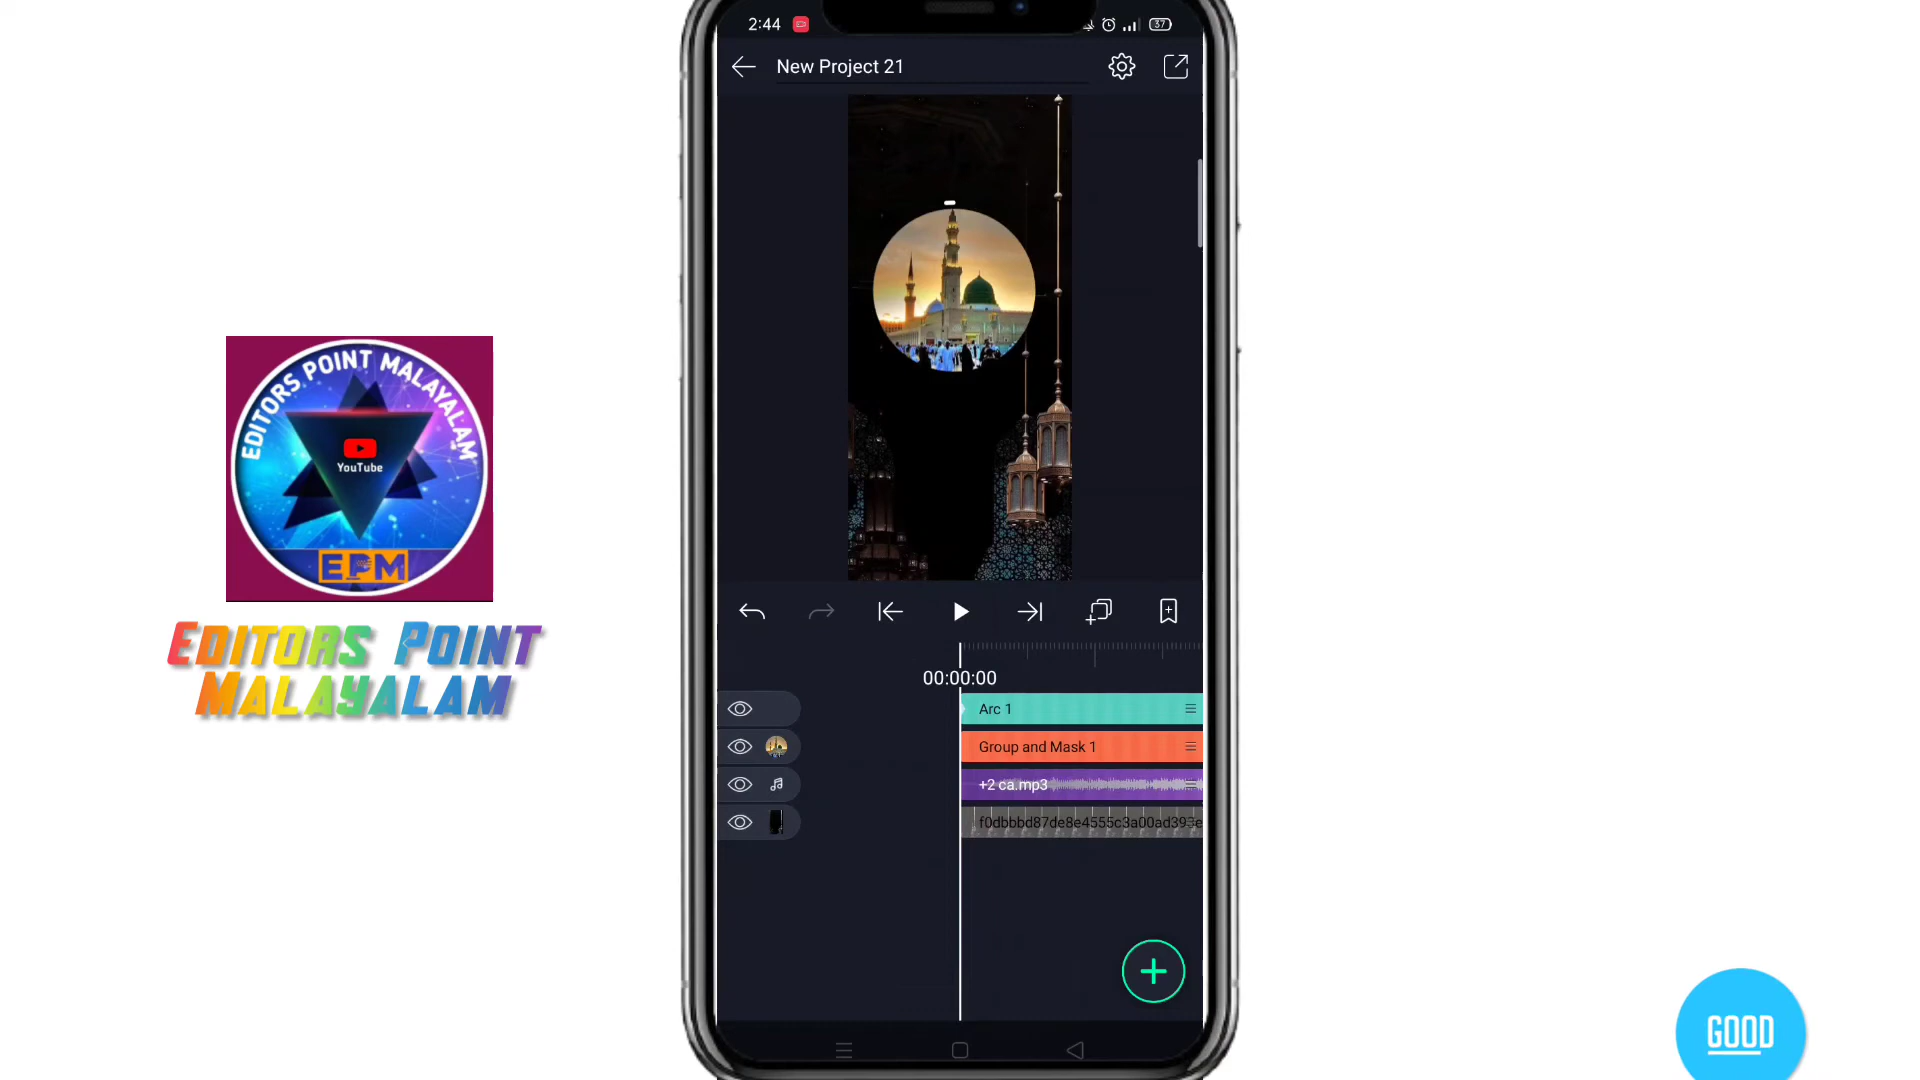 2:44
37
New Project 21
EDITORS POINT MALAYALAM
YouTube
EPM
EDITORS POINT
MALAYALAM
00:00:00
Arc 1
Group and Mask 1
+2 ca.mp3
GOOD